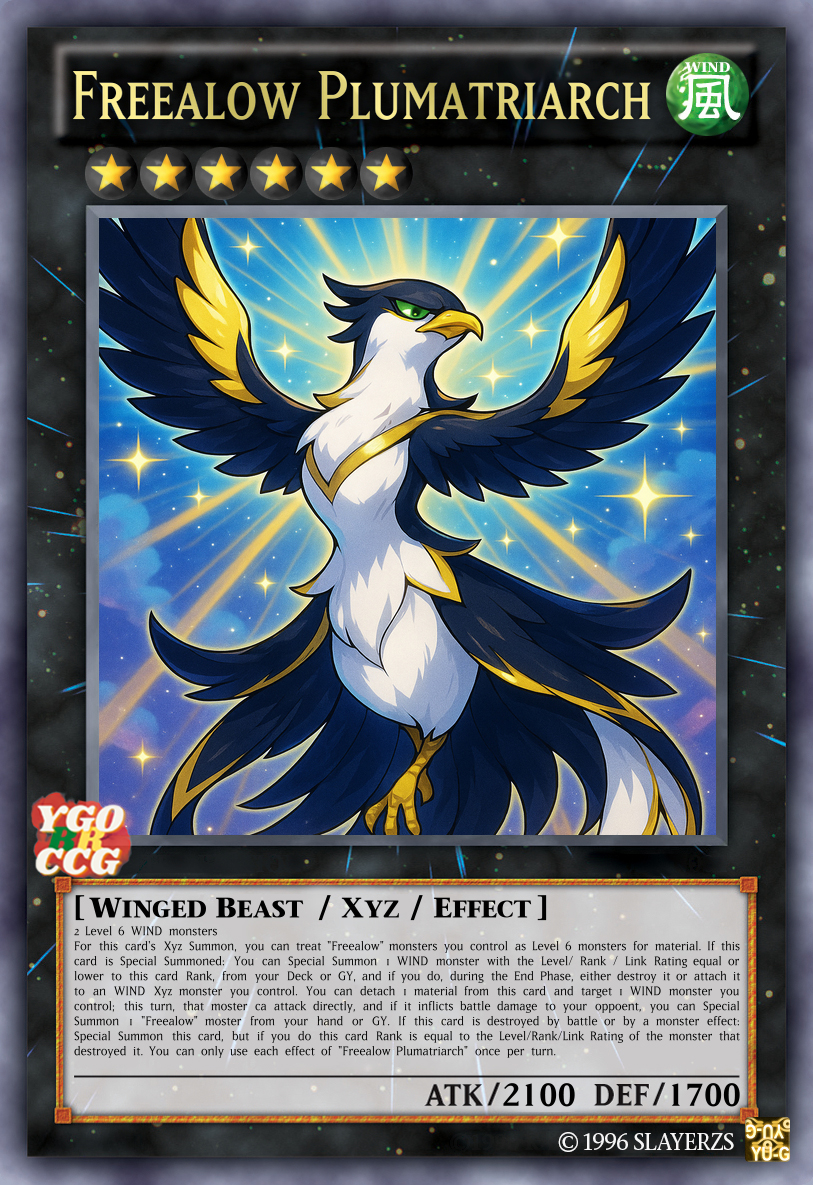 Freealow Plumatriarch
WIND
風
YGO
RR
CCG
[ Winged Beast / Xyz / Effect ]
2 Level 6 WIND monsters
For this card's Xyz Summon, you can treat "Freealow" monsters you control as Level 6 monsters for material. If this
card is Special Summoned: You can Special Summon 1 WIND monster with the Level/ Rank / Link Rating equal or
lower to this card Rank, from your Deck or GY, and if you do, during the End Phase, either destroy it or attach it
to an WIND Xyz monster you control. You can detach 1 material from this card and target 1 WIND monster you
control; this turn, that moster ca attack directly, and if it inflicts battle damage to your oppoent, you can Special
Summon 1 "Freealow" moster from your hand or GY. If this card is destroyed by battle or by a monster effect:
Special Summon this card, but if you do this card Rank is equal to the Level/Rank/Link Rating of the monster that
destroyed it. You can only use each effect of "Freealow Plumatriarch" once per turn.
ATK/2100 DEF/1700
© 1996 SLAYERZS